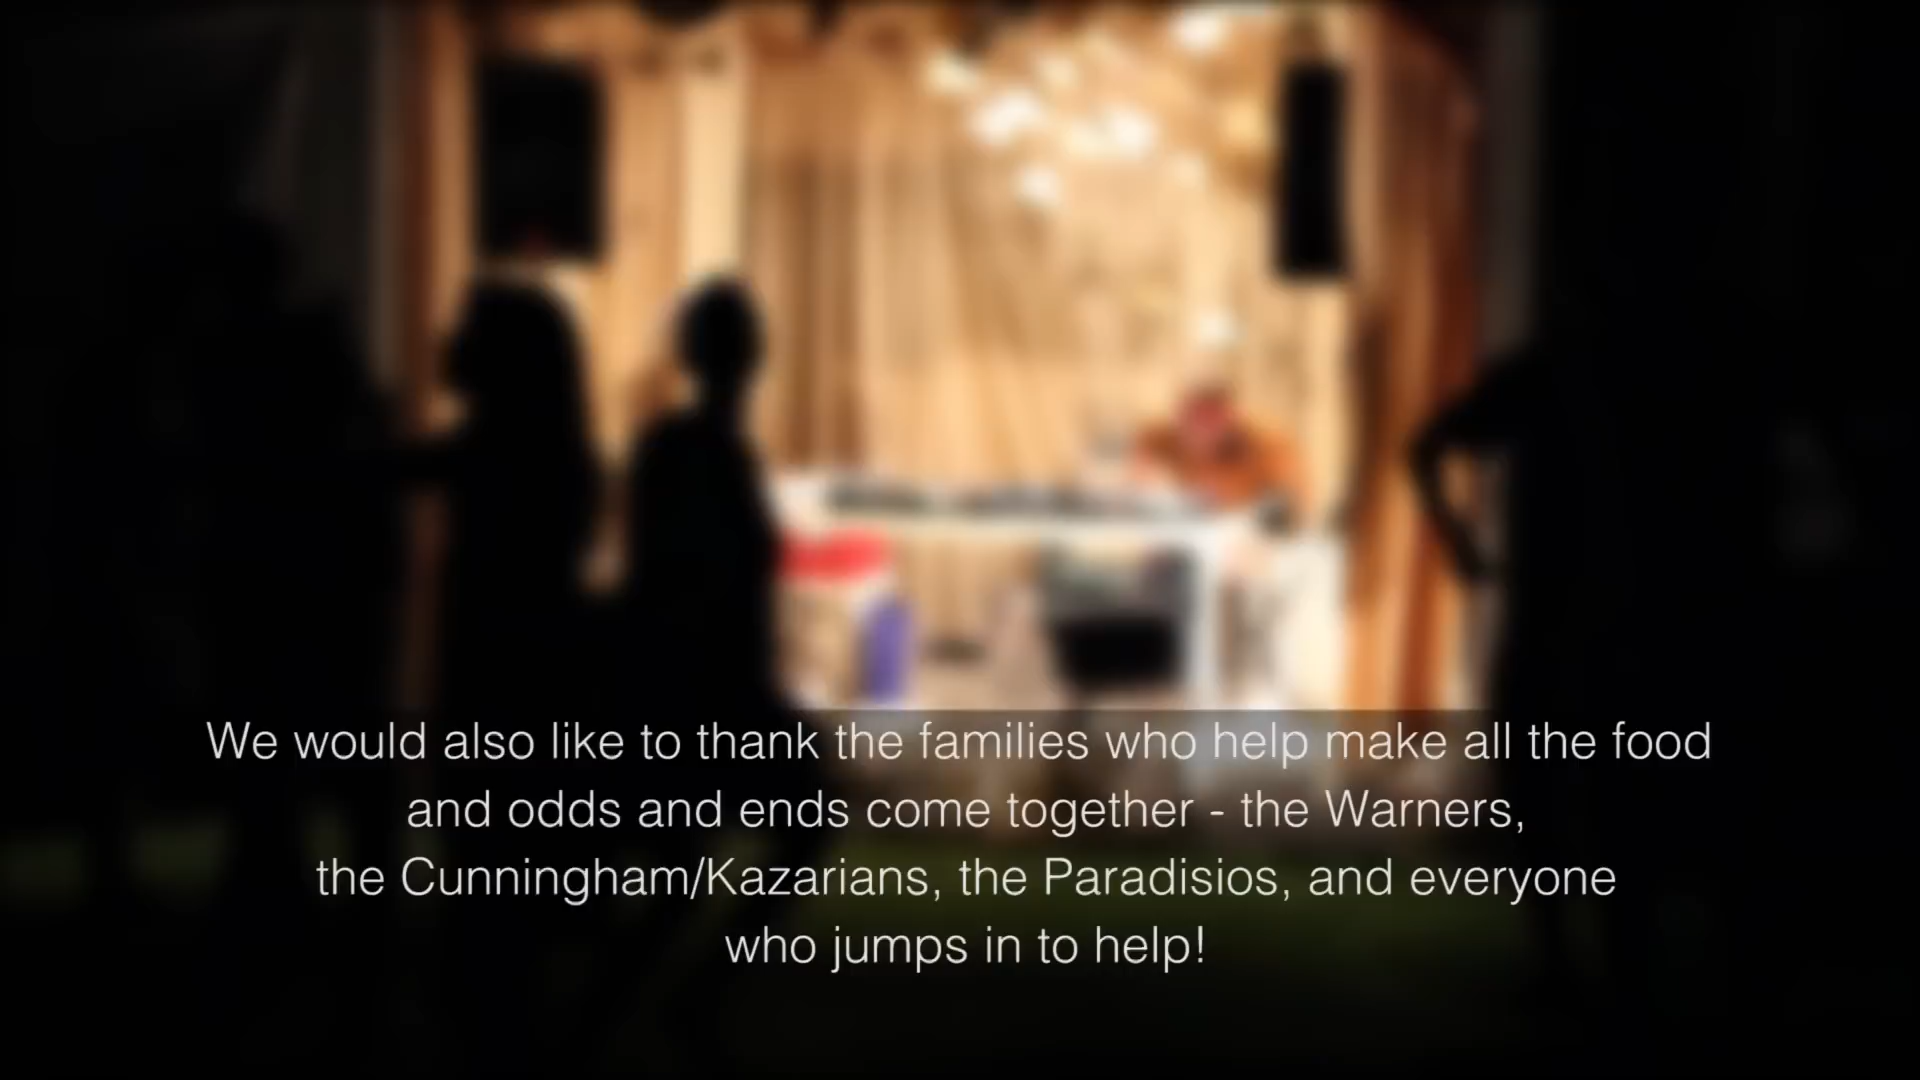 We would also like to thank the families who help make all the food
and odds and ends come together - the Warners,
the Cunningham/Kazarians, the Paradisios, and everyone
who jumps in to help!